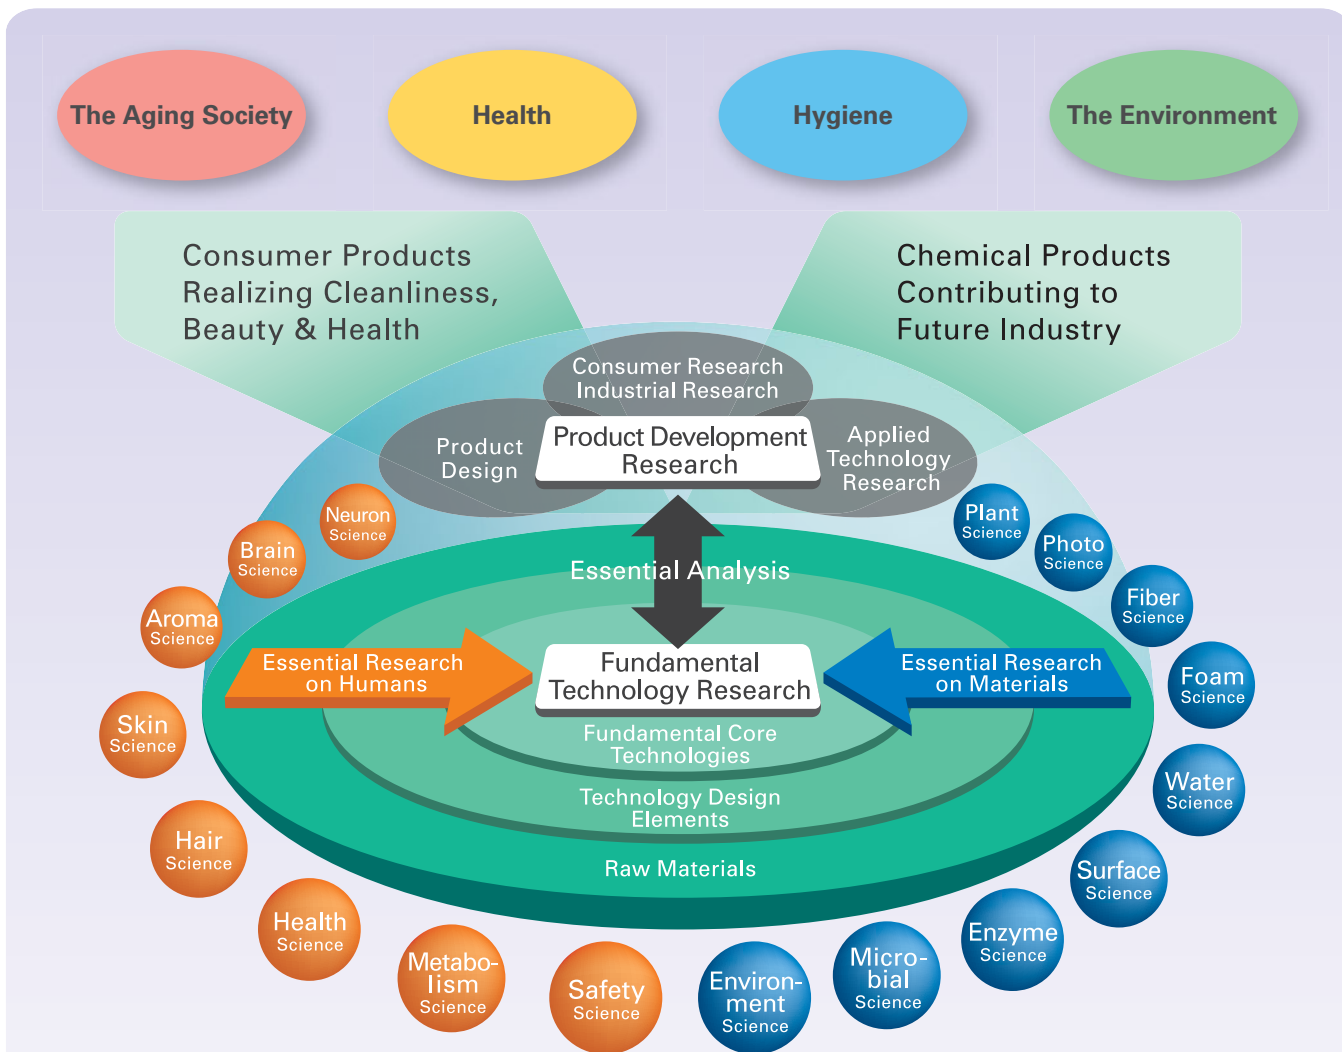 The Aging Society
Health
Hygiene
The Environment
Consumer Products
Realizing Cleanliness,
Beauty & Health
Chemical Products
Contributing to
Future Industry
Consumer Research
Industrial Research
Product
Design
Product Development
Research
Applied
Technology
Research
Neuron
Science
Brain
Science
Aroma
Science
Skin
Science
Hair
Science
Health
Science
Metabo-
lism
Science
Safety
Science
Plant
Science
Photo
Science
Fiber
Science
Foam
Science
Water
Science
Surface
Science
Enzyme
Science
Micro-
bial
Science
Environ-
ment
Science
Essential Analysis
Essential Research
on Humans
Fundamental
Technology Research
Essential Research
on Materials
Fundamental Core
Technologies
Technology Design
Elements
Raw Materials